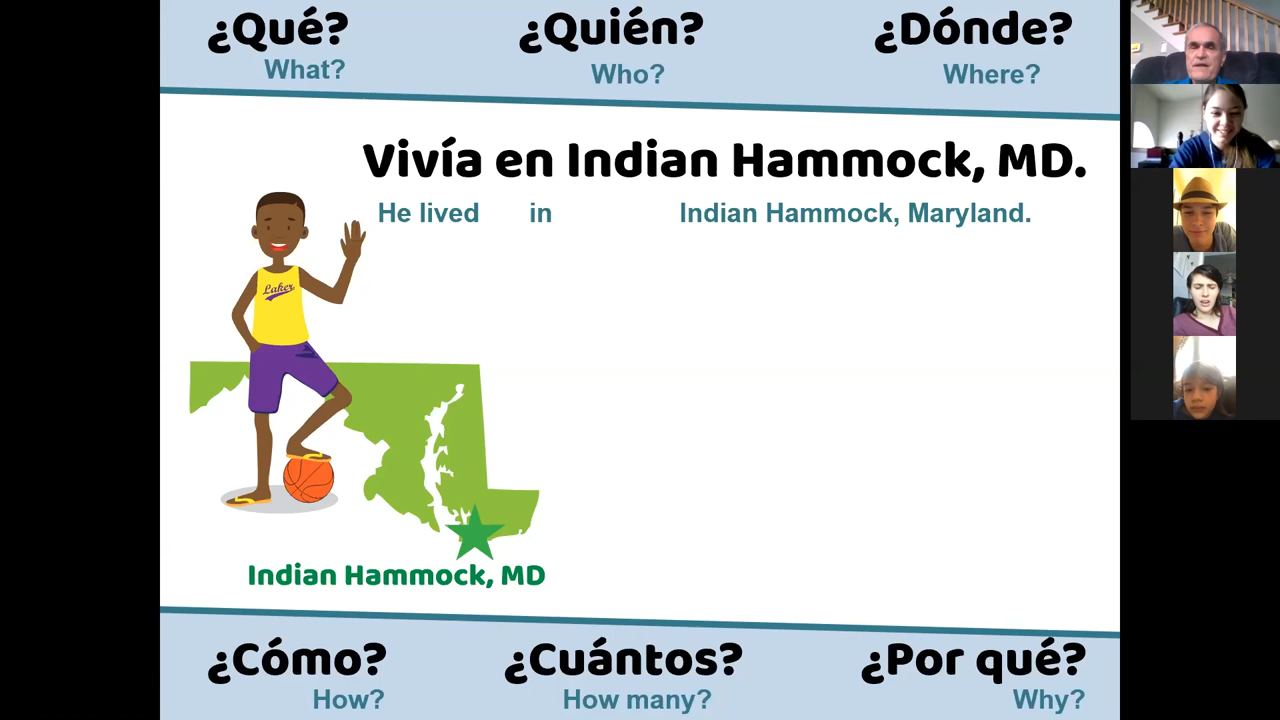 ¿Qué? ¿Quién? ¿Dónde?
What? Who? Where?
Vivía en Indian Hammock, MD.
He lived in Indian Hammock, Maryland.
Laker
Indian Hammock, MD
¿Cómo? ¿Cuántos? ¿Por qué?
How? How many? Why?